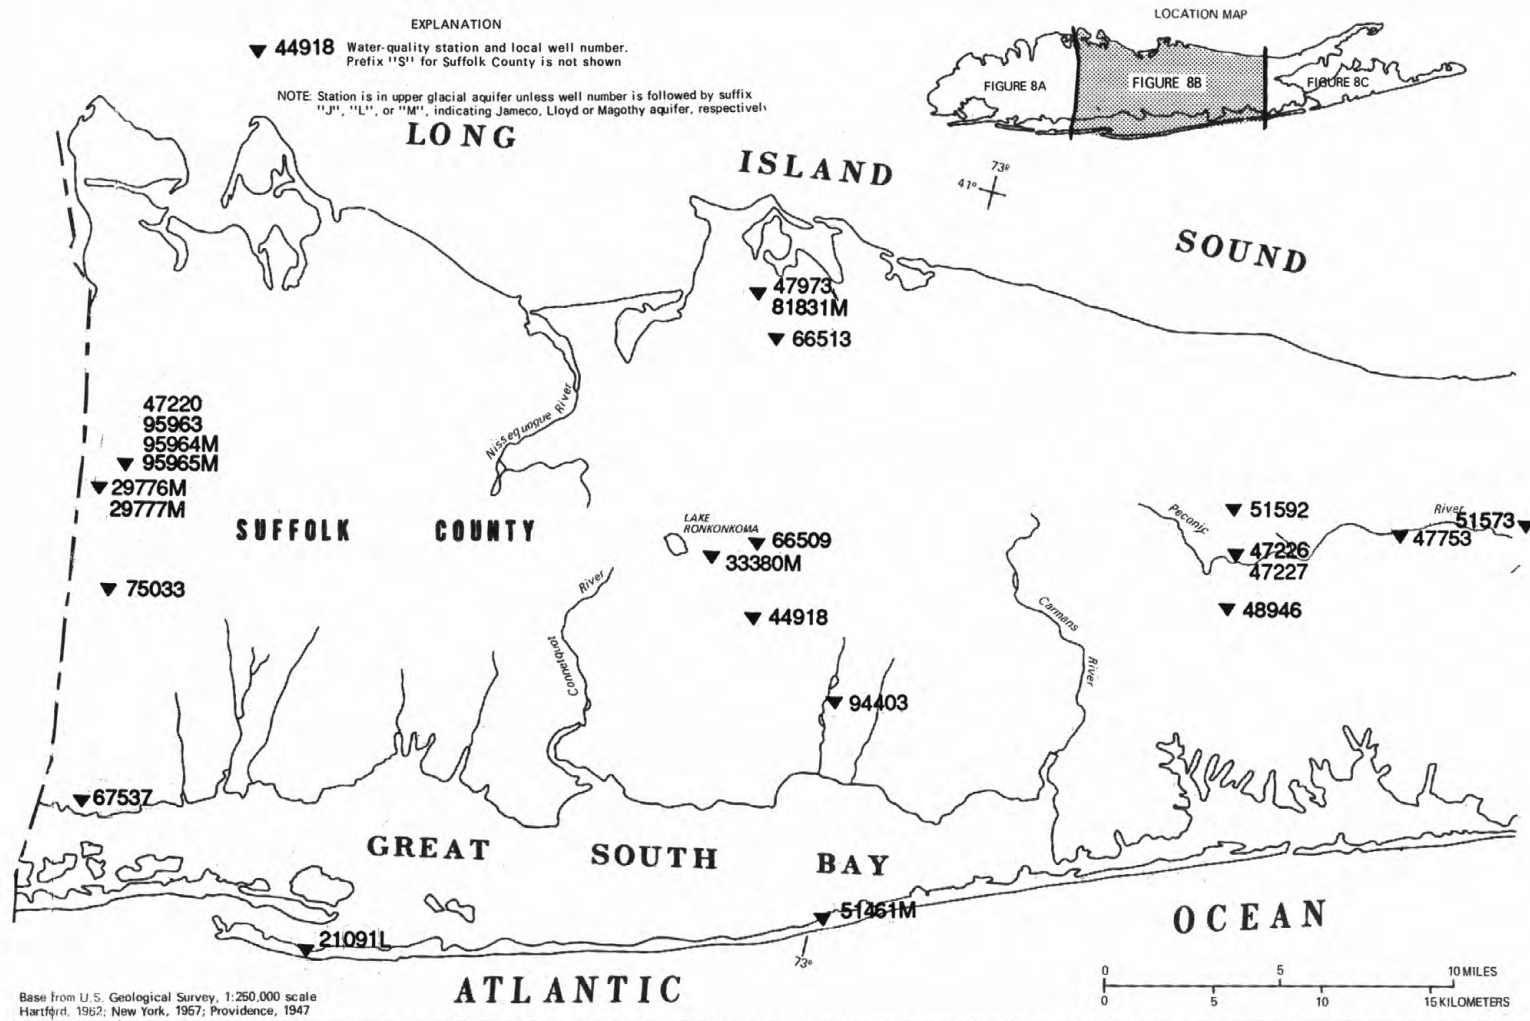 EXPLANATION
44918 Water-quality station and local well number.
Prefix "S" for Suffolk County is not shown
NOTE: Station is in upper glacial aquifer unless well number is followed by suffix
"J", "L", or "M", indicating Jameco, Lloyd or Magothy aquifer, respectively
LOCATION MAP
FIGURE 8A
FIGURE 8B
FIGURE 8C
LONG
ISLAND
SOUND
73°
41°
47973
81831M
66513
47220
95963
95964M
95965M
29776M
29777M
Nissequogue River
SUFFOLK COUNTY
LAKE
RONKONKOMA
66509
33380M
44918
75033
Connetquot River
Carmans River
Peconic River
51592
51573
47753
47226
47227
48946
94403
67537
GREAT SOUTH BAY
51461M
21091L
73°
ATLANTIC
OCEAN
0 5 10 MILES
0 5 10 15 KILOMETERS
Base from U.S. Geological Survey, 1:250,000 scale
Hartford, 1962; New York, 1957; Providence, 1947